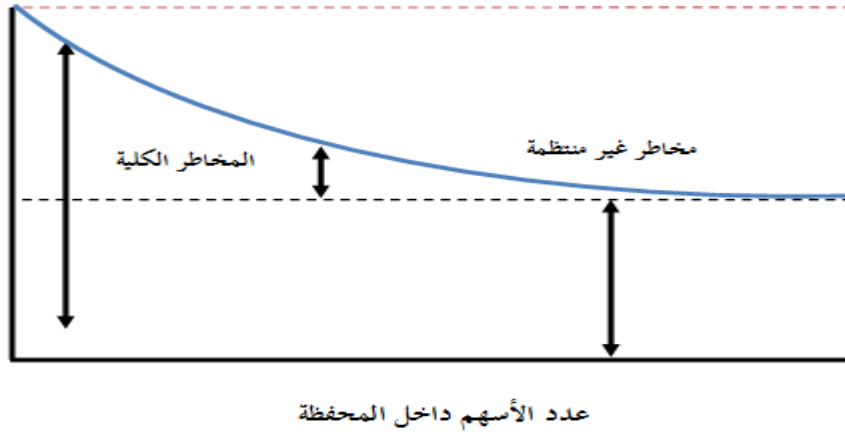 مخاطر غير منتظمة
المخاطر الكلية
عدد الأسهم داخل المحفظة